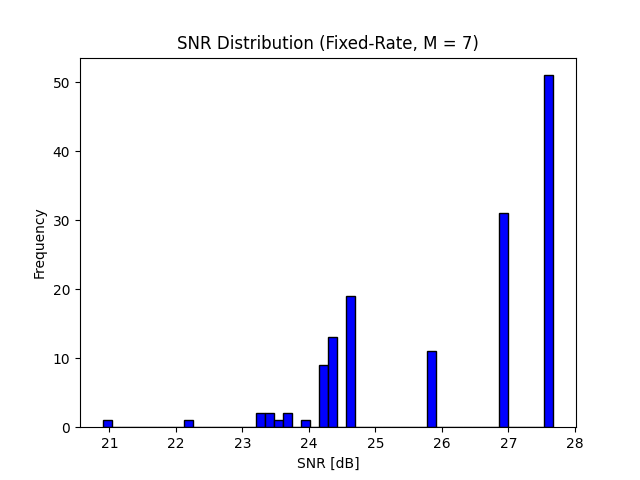 SNR Distribution (Fixed-Rate, M = 7)
50
40
30
20
10
0
Frequency
21 22 23 24 25 26 27 28
SNR [dB]